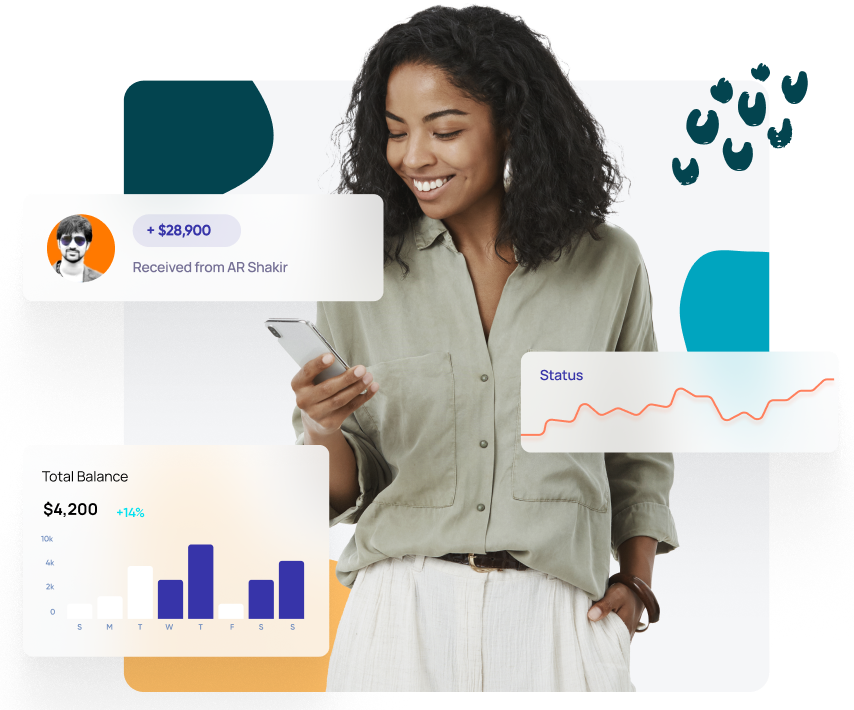 + $28,900
Received from AR Shakir
Status
Total Balance
$4,200 +14%
10k
4k
2k
0
S M T W T F S S